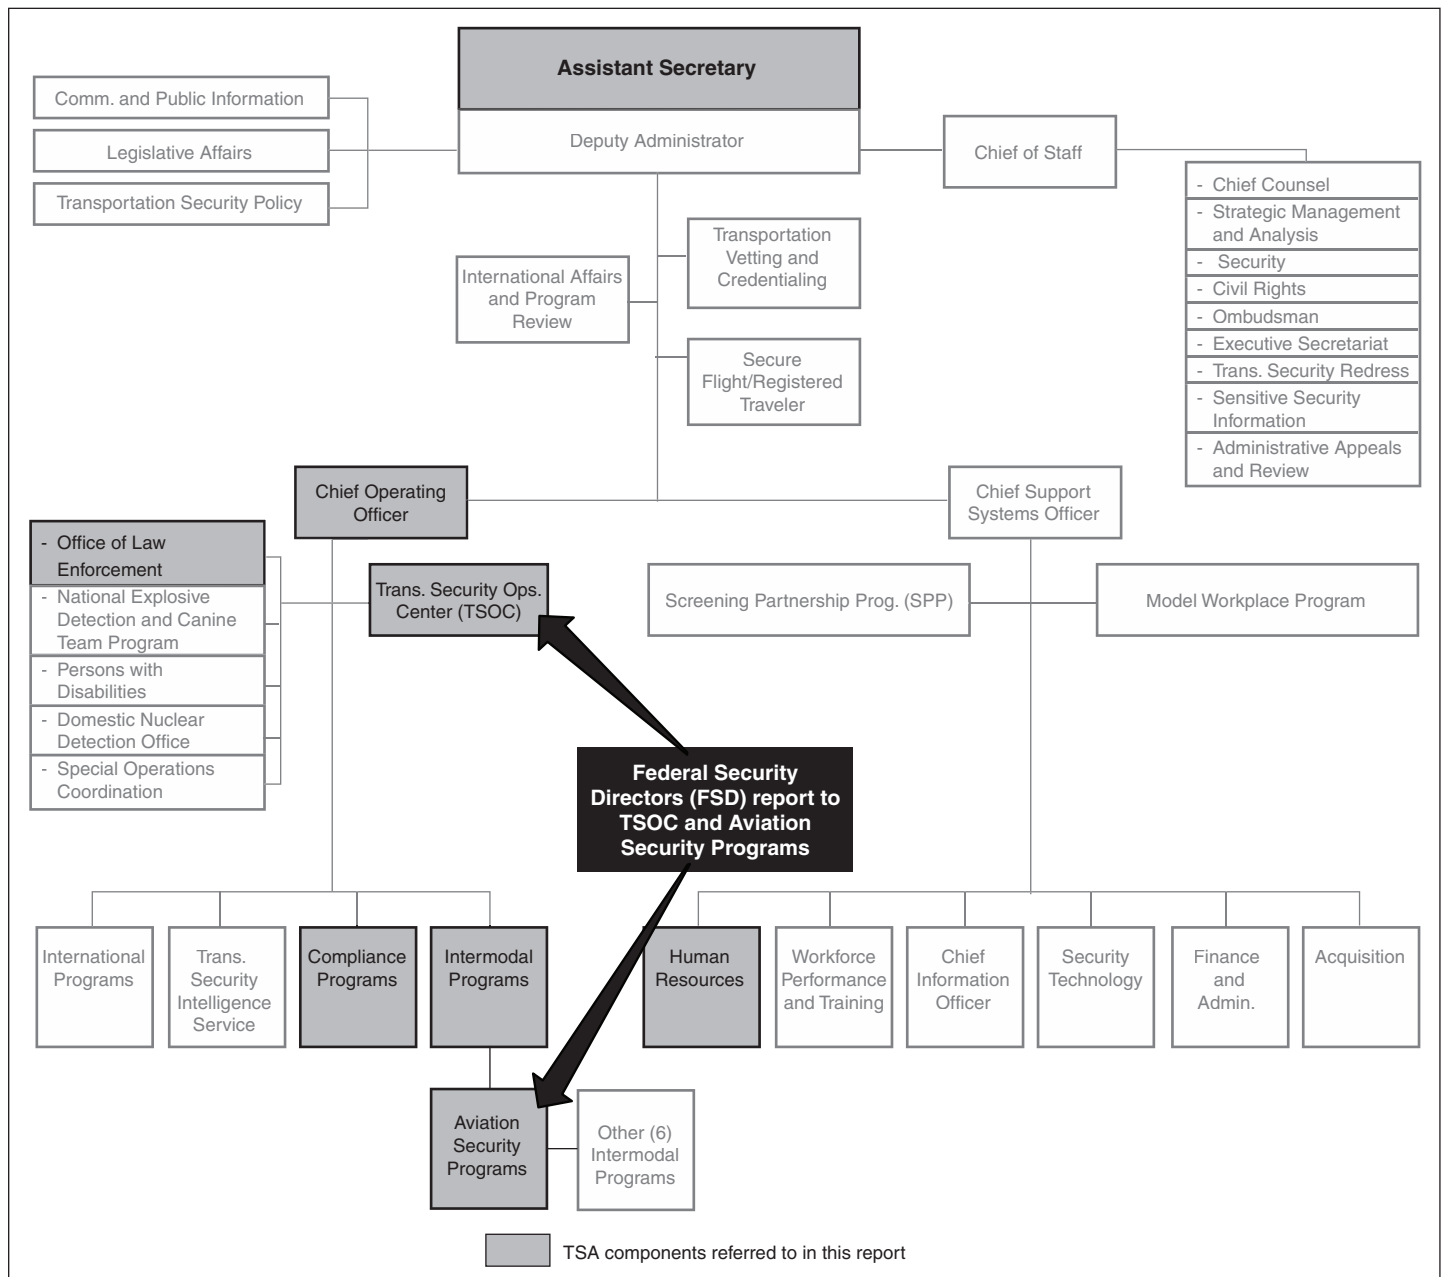 Assistant Secretary
Deputy Administrator
Comm. and Public Information
Legislative Affairs
Transportation Security Policy
Chief of Staff
- Chief Counsel
- Strategic Management
and Analysis
- Security
- Civil Rights
- Ombudsman
- Executive Secretariat
- Trans. Security Redress
- Sensitive Security
Information
- Administrative Appeals
and Review
Transportation
Vetting and
Credentialing
International Affairs
and Program
Review
Secure
Flight/Registered
Traveler
Chief Operating
Officer
Chief Support
Systems Officer
- Office of Law
Enforcement
- National Explosive
Detection and Canine
Team Program
- Persons with
Disabilities
- Domestic Nuclear
Detection Office
- Special Operations
Coordination
Trans. Security Ops.
Center (TSOC)
Screening Partnership Prog. (SPP)
Model Workplace Program
Federal Security
Directors (FSD) report to
TSOC and Aviation
Security Programs
International
Programs
Trans.
Security
Intelligence
Service
Compliance
Programs
Intermodal
Programs
Human
Resources
Workforce
Performance
and Training
Chief
Information
Officer
Security
Technology
Finance
and
Admin.
Acquisition
Aviation
Security
Programs
Other (6)
Intermodal
Programs
TSA components referred to in this report